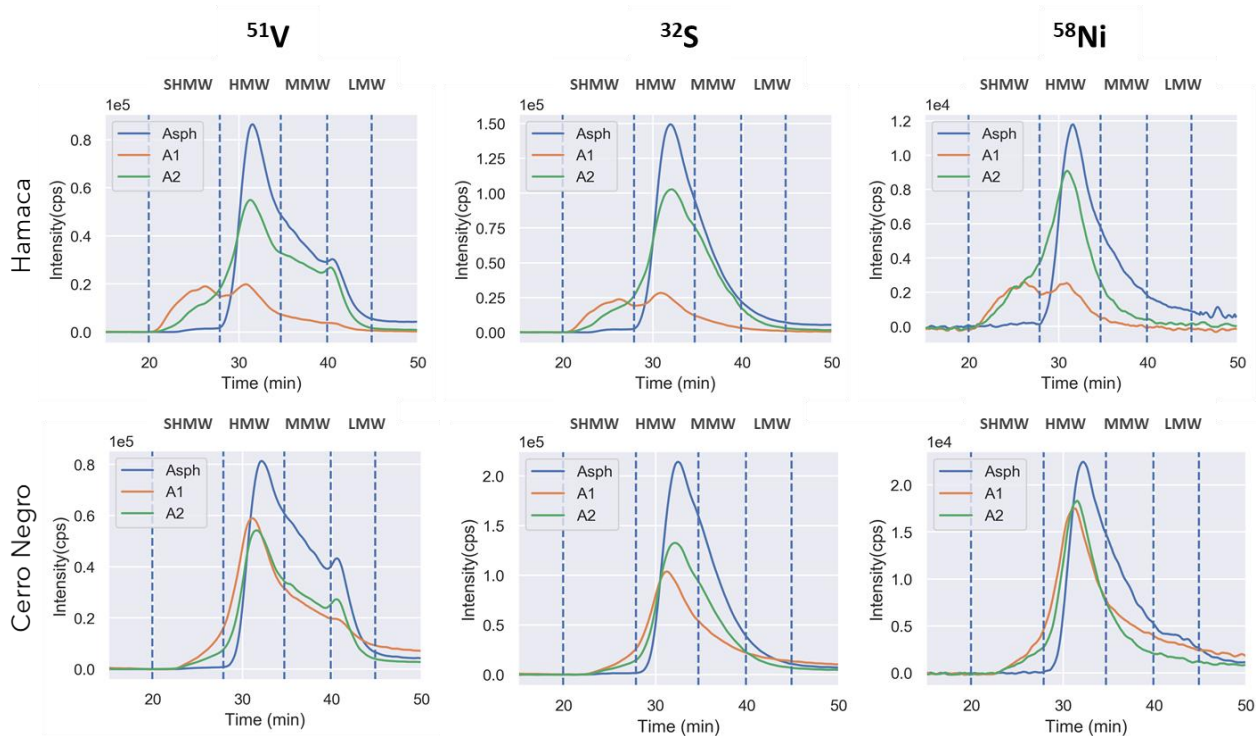 51V 32S 58Ni
Hamaca
SHMW HMW MMW LMW
1e5
Intensity(cps)
0.8
0.6
0.4
0.2
0.0
Asph
A1
A2
20 30 40 50
Time (min)
SHMW HMW MMW LMW
1e5
Intensity(cps)
1.50
1.25
1.00
0.75
0.50
0.25
0.00
Asph
A1
A2
20 30 40 50
Time (min)
SHMW HMW MMW LMW
1e4
Intensity(cps)
1.2
1.0
0.8
0.6
0.4
0.2
0.0
Asph
A1
A2
20 30 40 50
Time (min)
Cerro Negro
SHMW HMW MMW LMW
1e5
Intensity(cps)
0.8
0.6
0.4
0.2
0.0
Asph
A1
A2
20 30 40 50
Time (min)
SHMW HMW MMW LMW
1e5
Intensity(cps)
2.0
1.5
1.0
0.5
0.0
Asph
A1
A2
20 30 40 50
Time (min)
SHMW HMW MMW LMW
1e4
Intensity(cps)
2.0
1.5
1.0
0.5
0.0
Asph
A1
A2
20 30 40 50
Time (min)